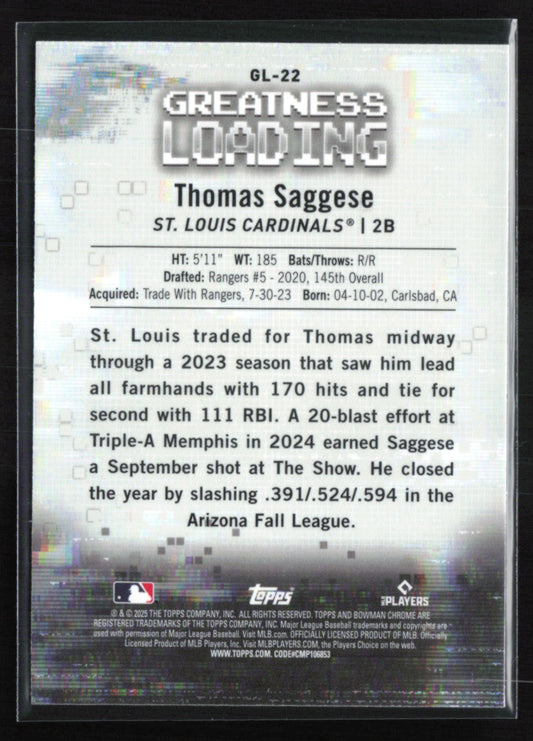 GL-22
GREATNESS
LOADING
Thomas Saggese
ST. LOUIS CARDINALS® | 2B
HT: 5'11" WT: 185 Bats/Throws: R/R
Drafted: Rangers #5 - 2020, 145th Overall
Acquired: Trade With Rangers, 7-30-23 Born: 04-10-02, Carlsbad, CA
St. Louis traded for Thomas midway
through a 2023 season that saw him lead
all farmhands with 170 hits and tie for
second with 111 RBI. A 20-blast effort at
Triple-A Memphis in 2024 earned Saggese
a September shot at The Show. He closed
the year by slashing .391/.524/.594 in the
Arizona Fall League.
topps
MLB PLAYERS
® & © 2025 THE TOPPS COMPANY, INC. ALL RIGHTS RESERVED. TOPPS AND BOWMAN CHROME ARE
REGISTERED TRADEMARKS OF THE TOPPS COMPANY, INC. Major League Baseball trademarks and copyrights are
used with permission of Major League Baseball. Visit MLB.com. OFFICIALLY LICENSED PRODUCT OF MLB. Officially
Licensed Product of MLB Players, Inc. Visit MLBPLAYERS.COM, the Players Choice on the web.
WWW.TOPPS.COM. CODE#CMP106853